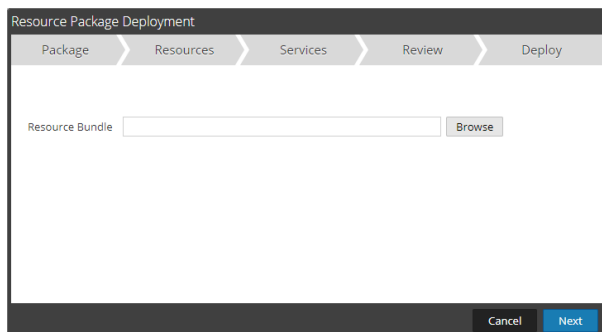 Resource Package Deployment
Package Resources Services Review Deploy
Resource Bundle Browse
Cancel Next